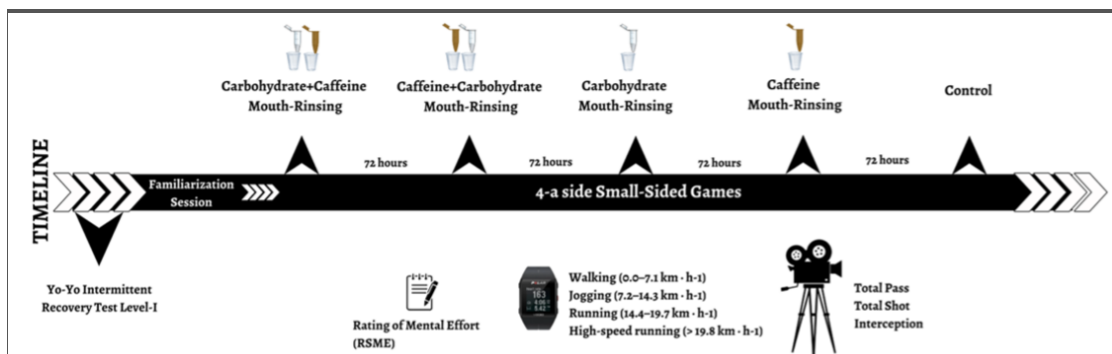 Carbohydrate+Caffeine
Mouth-Rinsing
Caffeine+Carbohydrate
Mouth-Rinsing
Carbohydrate
Mouth-Rinsing
Caffeine
Mouth-Rinsing
Control
TIMELINE
72 hours
72 hours
72 hours
72 hours
Familiarization
Session
4-a side Small-Sided Games
Yo-Yo Intermittent
Recovery Test Level-I
Rating of Mental Effort
(RSME)
163
Walking (0.0–7.1 km · h-1)
Jogging (7.2–14.3 km · h-1)
Running (14.4–19.7 km · h-1)
High-speed running (> 19.8 km · h-1)
Total Pass
Total Shot
Interception